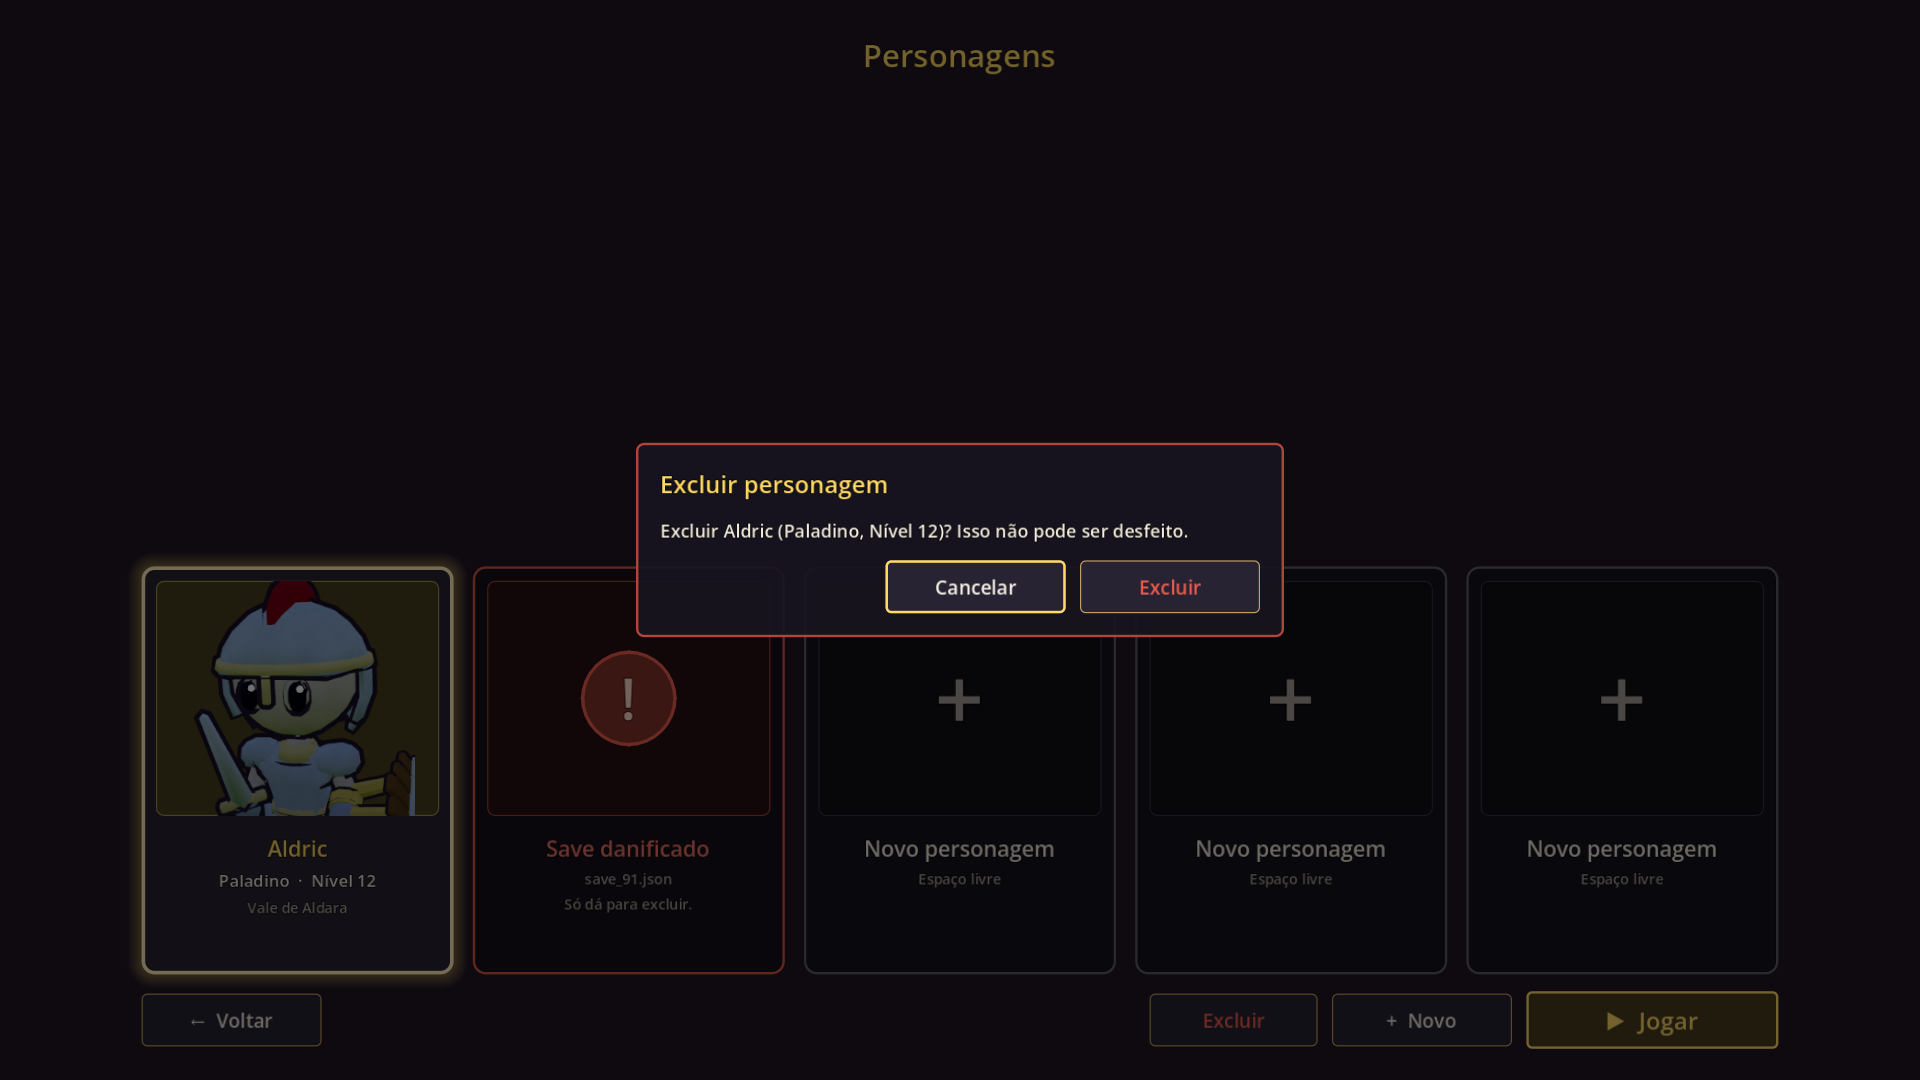 Personagens
Excluir personagem
Excluir Aldric (Paladino, Nível 12)? Isso não pode ser desfeito.
Cancelar
Excluir
!
Aldric
Paladino · Nível 12
Vale de Aldara
Save danificado
save_91.json
Só dá para excluir.
+
Novo personagem
Espaço livre
+
Novo personagem
Espaço livre
+
Novo personagem
Espaço livre
← Voltar
Excluir
+ Novo
▶ Jogar